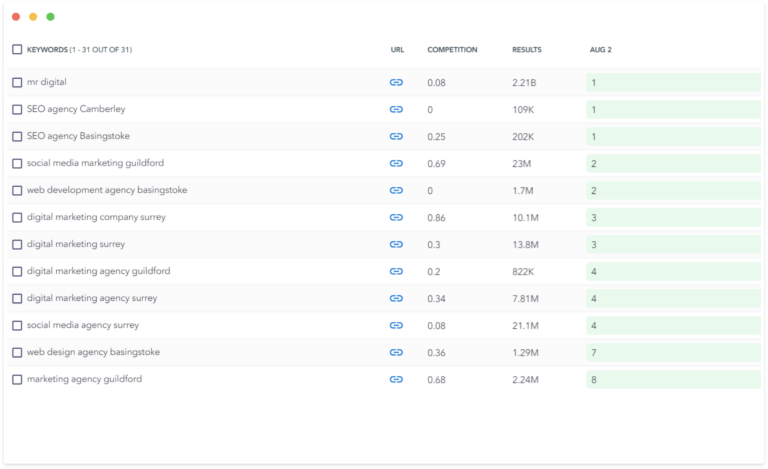 KEYWORDS (1 - 31 OUT OF 31) URL COMPETITION RESULTS AUG 2
mr digital 0.08 2.21B 1
SEO agency Camberley 0 109K 1
SEO agency Basingstoke 0.25 202K 1
social media marketing guildford 0.69 23M 2
web development agency basingstoke 0 1.7M 2
digital marketing company surrey 0.86 10.1M 3
digital marketing surrey 0.3 13.8M 3
digital marketing agency guildford 0.2 822K 4
digital marketing agency surrey 0.34 7.81M 4
social media agency surrey 0.08 21.1M 4
web design agency basingstoke 0.36 1.29M 7
marketing agency guildford 0.68 2.24M 8